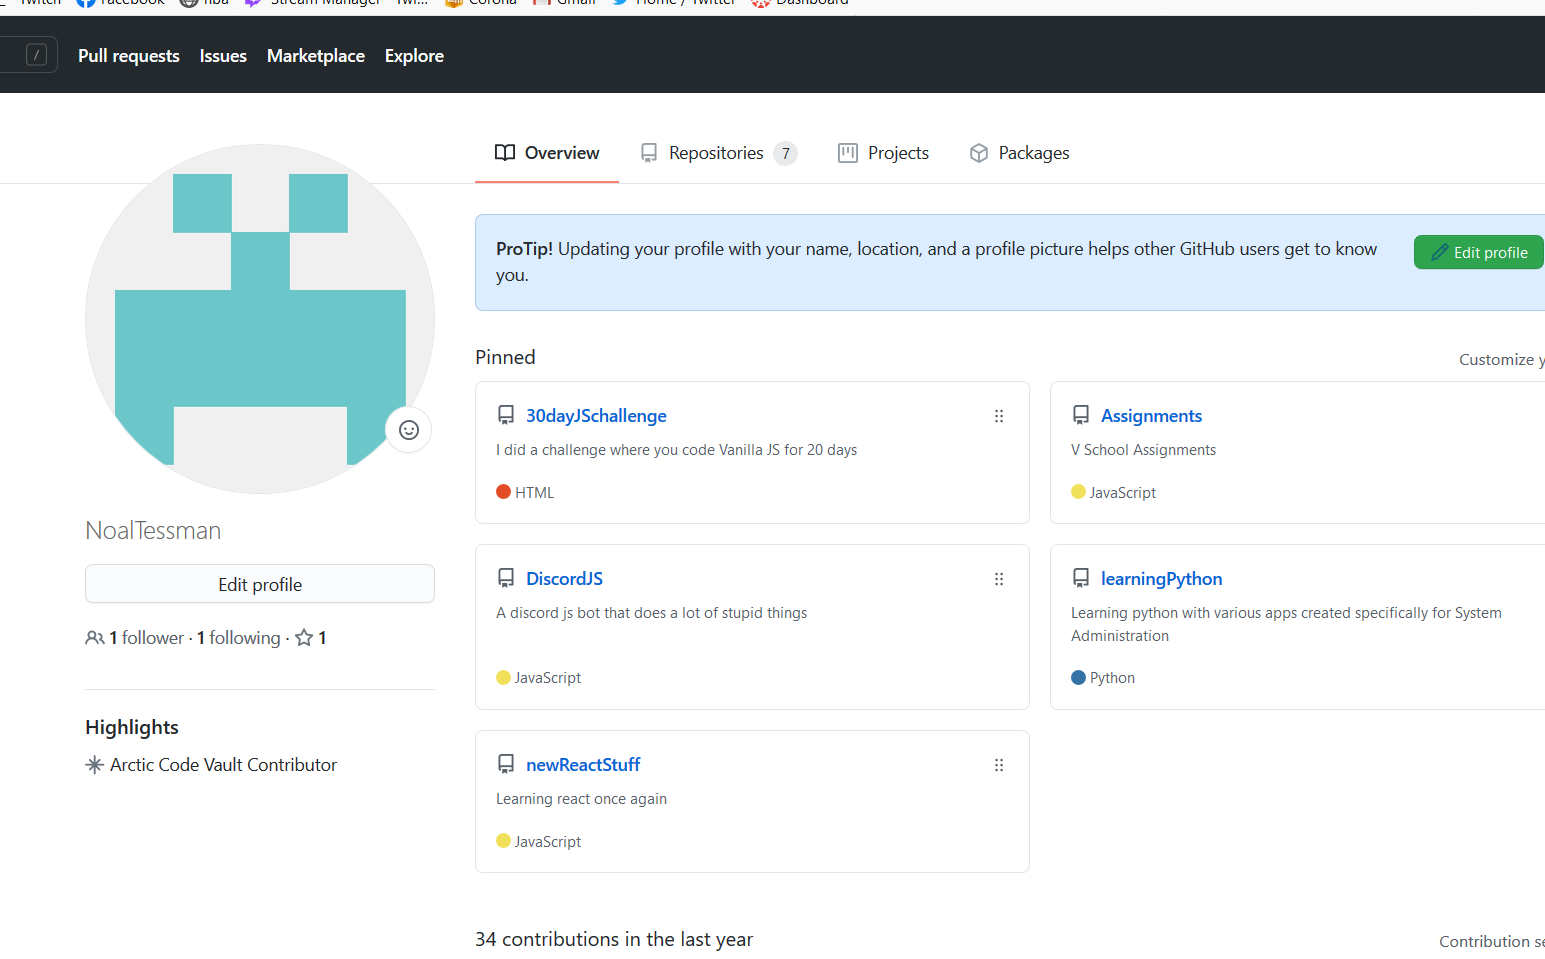 Twitch Facebook nba Stream Manager - Twi... Corona Gmail Home / Twitter Dashboard
/ Pull requests Issues Marketplace Explore
Overview Repositories 7 Projects Packages
ProTip! Updating your profile with your name, location, and a profile picture helps other GitHub users get to know
you.
Edit profile
Pinned
Customize y
30dayJSchallenge
I did a challenge where you code Vanilla JS for 20 days
HTML
Assignments
V School Assignments
JavaScript
DiscordJS
A discord js bot that does a lot of stupid things
JavaScript
learningPython
Learning python with various apps created specifically for System
Administration
Python
newReactStuff
Learning react once again
JavaScript
34 contributions in the last year
Contribution se
NoalTessman
Edit profile
1 follower · 1 following · 1
Highlights
Arctic Code Vault Contributor